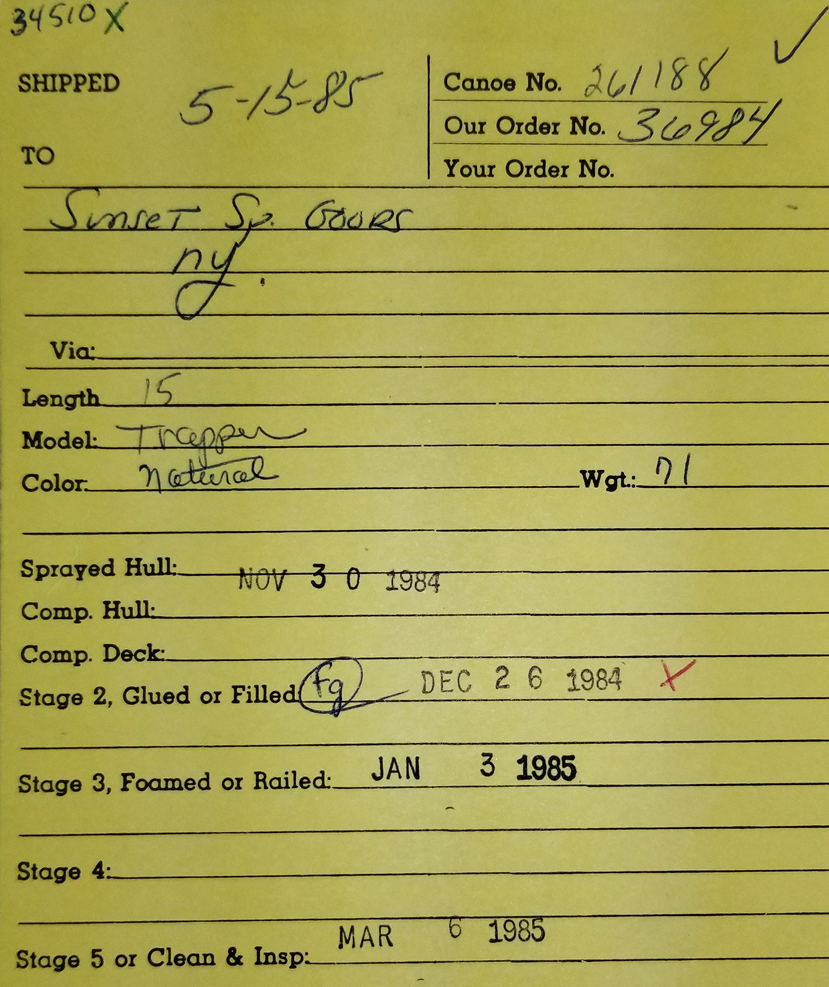 34510 X ✓
SHIPPED 5-15-85
Canoe No. 261188
Our Order No. 36984
TO
Your Order No.
Sunset Sp. Goods
ny.
Via:
Length 15
Model: Trapper
Color: Natural Wgt.: 71
Sprayed Hull: NOV 30 1984
Comp. Hull:
Comp. Deck:
Stage 2, Glued or Filled: fg DEC 26 1984 X
Stage 3, Foamed or Railed: JAN 3 1985
Stage 4:
Stage 5 or Clean & Insp: MAR 6 1985